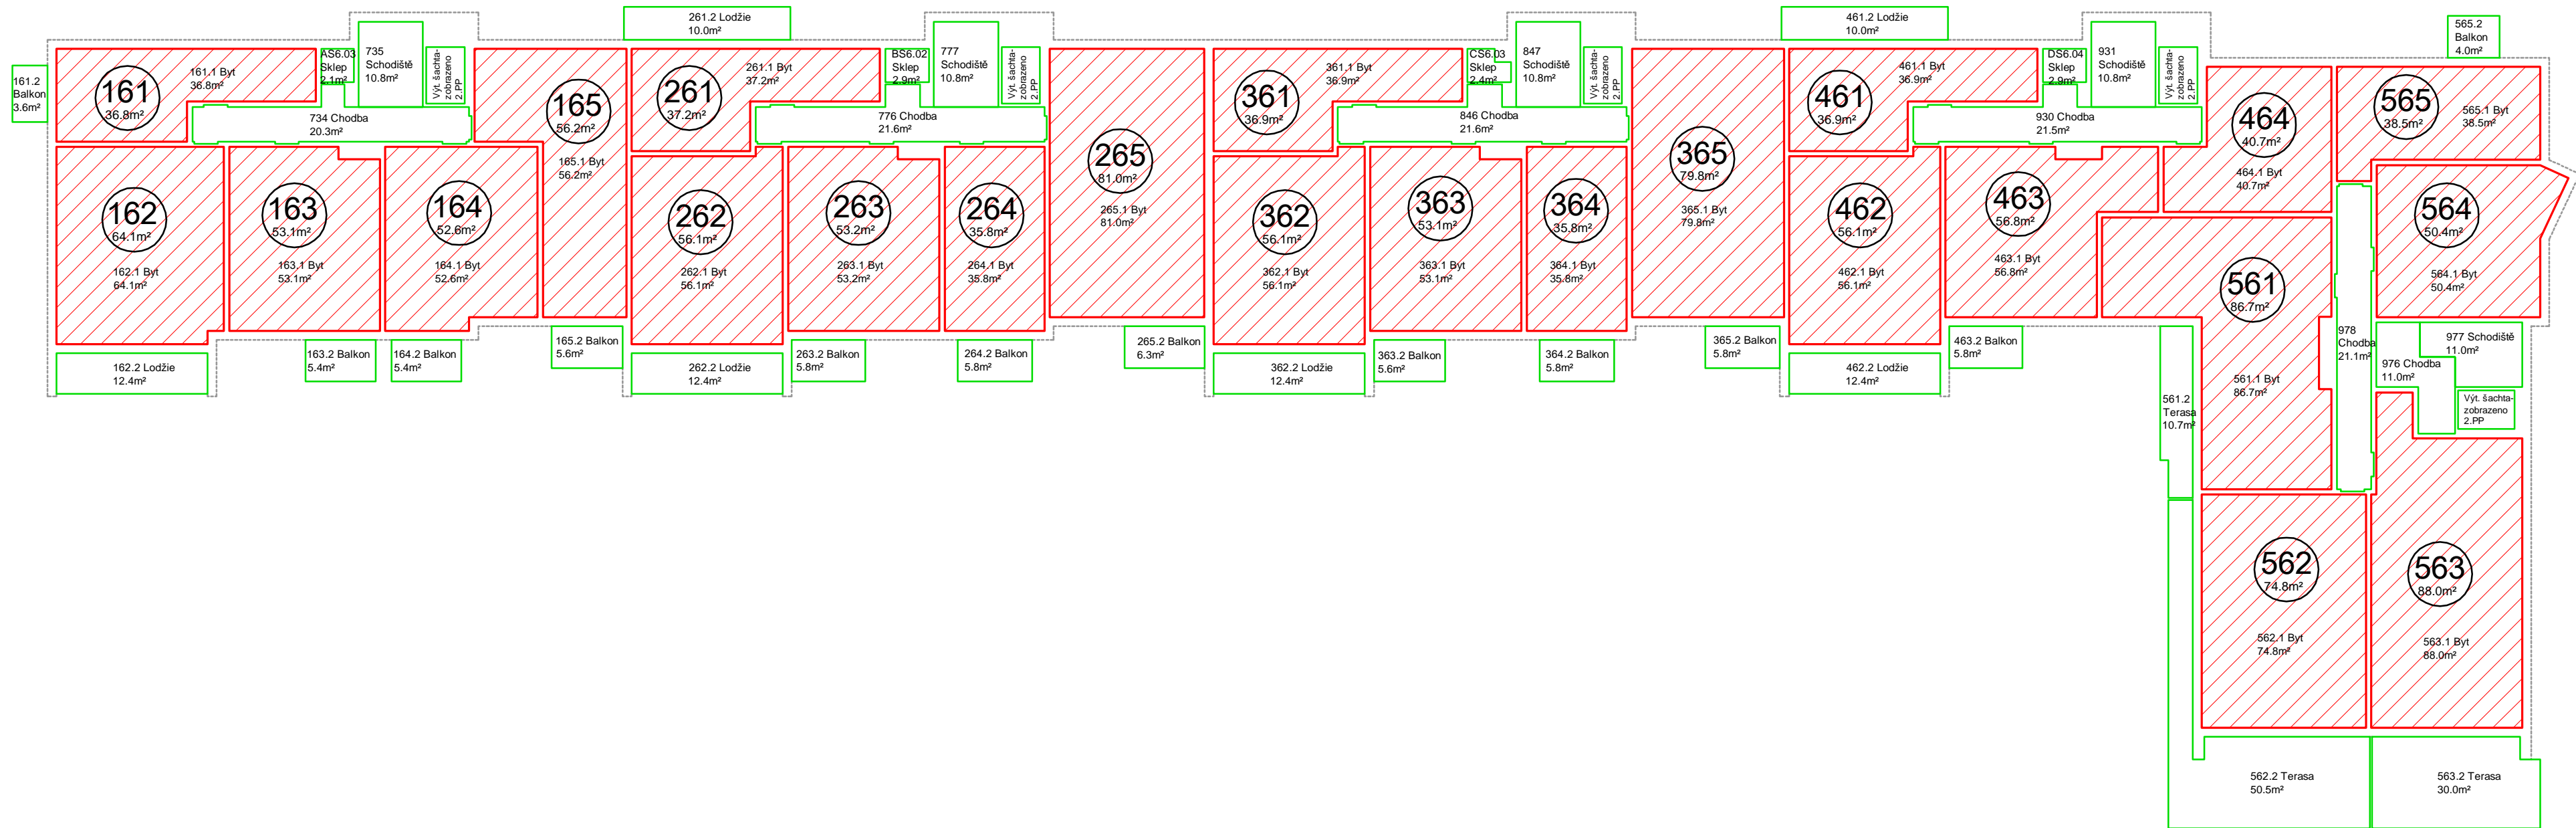 161.2
Balkon
3.6m²
161
36.8m²
161.1 Byt
36.8m²
AS6.03
Sklep
2.1m²
735
Schodiště
10.8m²
Výt. šachta-
zobrazeno
2.PP
734 Chodba
20.3m²
162
64.1m²
162.1 Byt
64.1m²
162.2 Lodžie
12.4m²
163
53.1m²
163.1 Byt
53.1m²
163.2 Balkon
5.4m²
164
52.6m²
164.1 Byt
52.6m²
164.2 Balkon
5.4m²
165
56.2m²
165.1 Byt
56.2m²
165.2 Balkon
5.6m²
261.2 Lodžie
10.0m²
261
37.2m²
261.1 Byt
37.2m²
BS6.02
Sklep
2.9m²
777
Schodiště
10.8m²
Výt. šachta-
zobrazeno
2.PP
776 Chodba
21.6m²
262
56.1m²
262.1 Byt
56.1m²
262.2 Lodžie
12.4m²
263
53.2m²
263.1 Byt
53.2m²
263.2 Balkon
5.8m²
264
35.8m²
264.1 Byt
35.8m²
264.2 Balkon
5.8m²
265
81.0m²
265.1 Byt
81.0m²
265.2 Balkon
6.3m²
361
36.9m²
361.1 Byt
36.9m²
CS6.03
Sklep
2.4m²
847
Schodiště
10.8m²
Výt. šachta-
zobrazeno
2.PP
846 Chodba
21.6m²
362
56.1m²
362.1 Byt
56.1m²
362.2 Lodžie
12.4m²
363
53.1m²
363.1 Byt
53.1m²
363.2 Balkon
5.6m²
364
35.8m²
364.1 Byt
35.8m²
364.2 Balkon
5.8m²
365
79.8m²
365.1 Byt
79.8m²
365.2 Balkon
5.8m²
461.2 Lodžie
10.0m²
461
36.9m²
461.1 Byt
36.9m²
DS6.04
Sklep
2.9m²
931
Schodiště
10.8m²
Výt. šachta-
zobrazeno
2.PP
930 Chodba
21.5m²
462
56.1m²
462.1 Byt
56.1m²
462.2 Lodžie
12.4m²
463
56.8m²
463.1 Byt
56.8m²
463.2 Balkon
5.8m²
464
40.7m²
464.1 Byt
40.7m²
565.2
Balkon
4.0m²
565
38.5m²
565.1 Byt
38.5m²
564
50.4m²
564.1 Byt
50.4m²
561
86.7m²
561.1 Byt
86.7m²
561.2
Terasa
10.7m²
978
Chodba
21.1m²
977 Schodiště
11.0m²
976 Chodba
11.0m²
Výt. šachta-
zobrazeno
2.PP
562
74.8m²
562.1 Byt
74.8m²
563
88.0m²
563.1 Byt
88.0m²
562.2 Terasa
50.5m²
563.2 Terasa
30.0m²